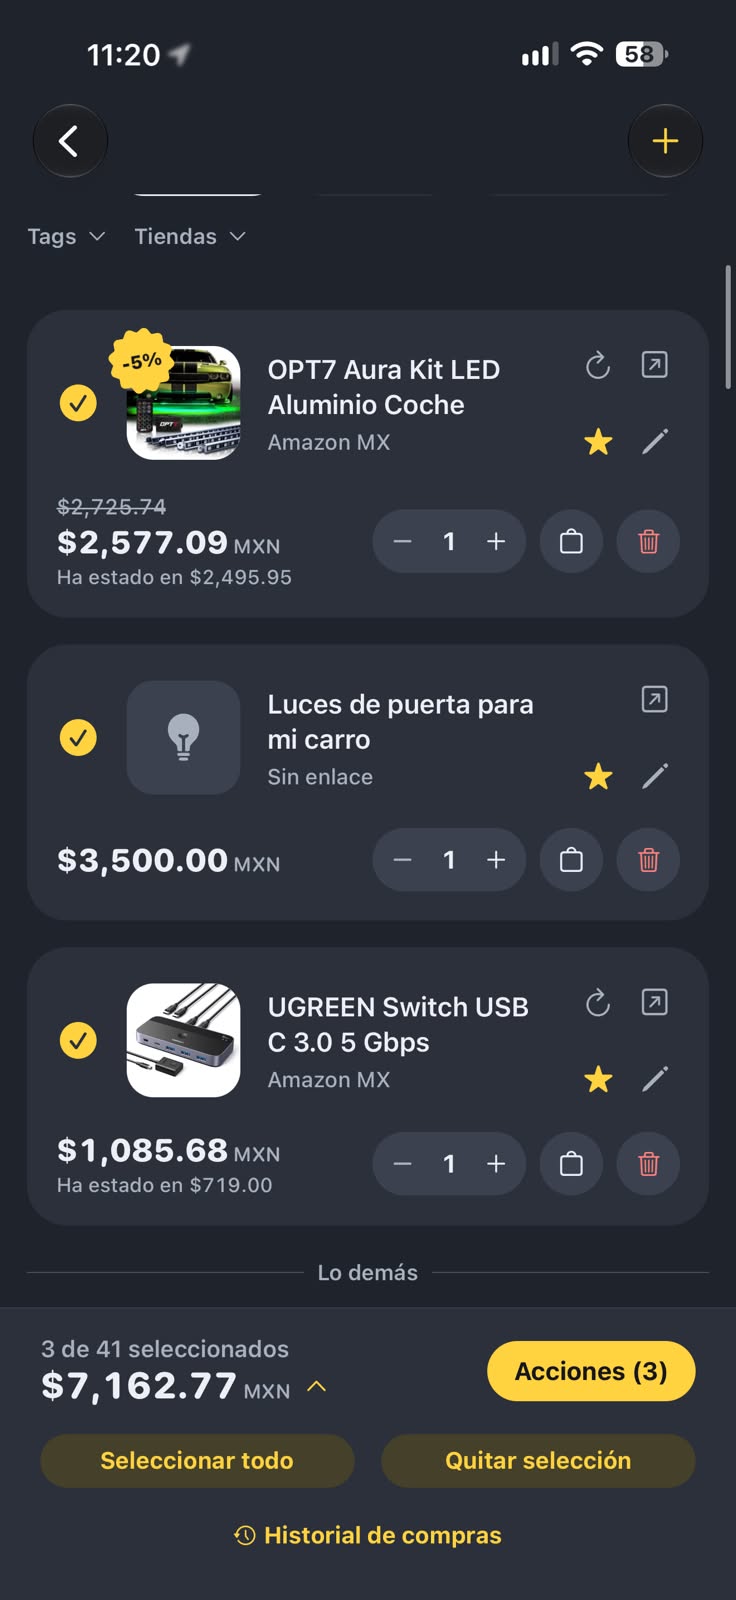 11:20
58
Tags
Tiendas
-5%
OPT7 Aura Kit LED
Aluminio Coche
Amazon MX
OPT7
$2,725.74
$2,577.09 MXN
Ha estado en $2,495.95
1
Luces de puerta para
mi carro
Sin enlace
$3,500.00 MXN
1
UGREEN Switch USB
C 3.0 5 Gbps
Amazon MX
$1,085.68 MXN
Ha estado en $719.00
1
Lo demás
3 de 41 seleccionados
$7,162.77 MXN
Acciones (3)
Seleccionar todo
Quitar selección
Historial de compras